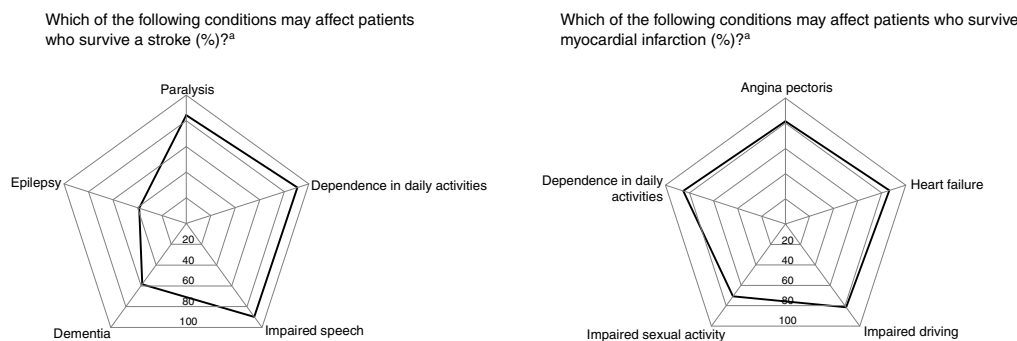 Which of the following conditions may affect patients
who survive a stroke (%)?ª
Paralysis
Epilepsy
Dependence in daily activities
20
40
60
80
100
Dementia
Impaired speech
Which of the following conditions may affect patients who survive
myocardial infarction (%)?ª
Angina pectoris
Dependence in daily
activities
Heart failure
20
40
60
80
100
Impaired sexual activity
Impaired driving